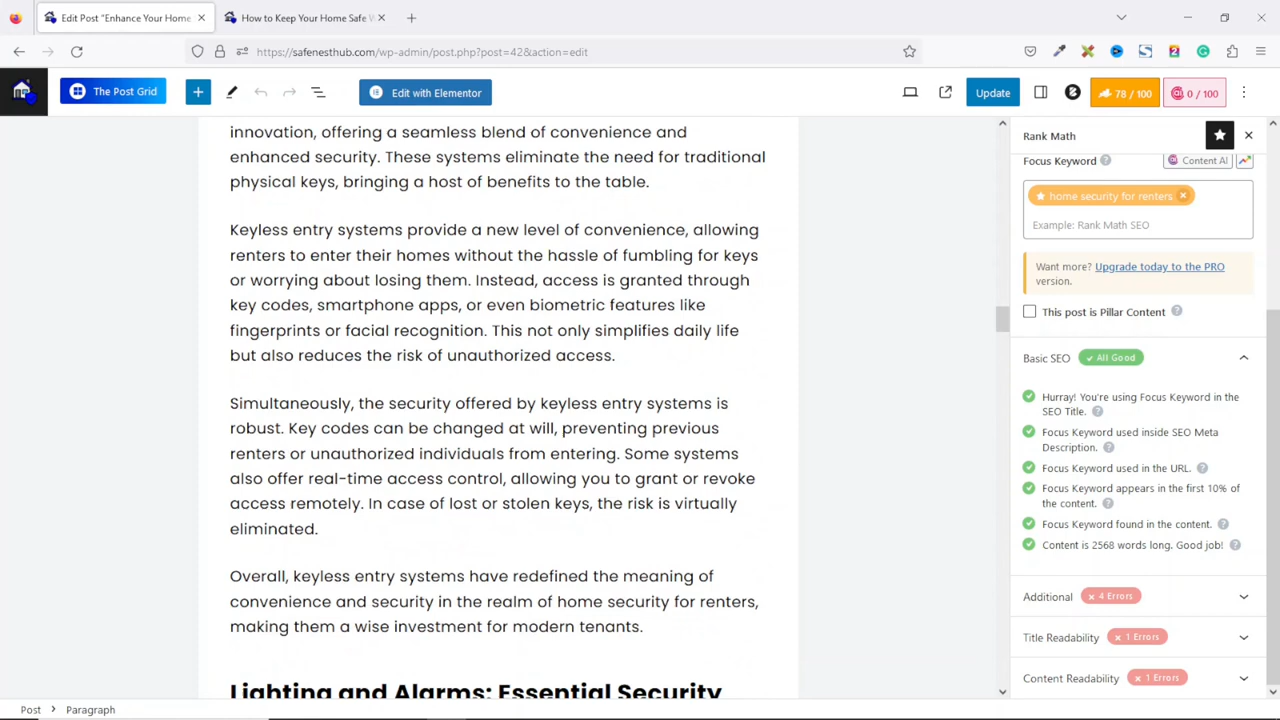 Edit Post "Enhance Your Home
How to Keep Your Home Safe W
https://safenesthub.com/wp-admin/post.php?post=42&action=edit
The Post Grid
Edit with Elementor
Update
78 / 100
0 / 100
innovation, offering a seamless blend of convenience and
enhanced security. These systems eliminate the need for traditional
physical keys, bringing a host of benefits to the table.
Keyless entry systems provide a new level of convenience, allowing
renters to enter their homes without the hassle of fumbling for keys
or worrying about losing them. Instead, access is granted through
key codes, smartphone apps, or even biometric features like
fingerprints or facial recognition. This not only simplifies daily life
but also reduces the risk of unauthorized access.
Simultaneously, the security offered by keyless entry systems is
robust. Key codes can be changed at will, preventing previous
renters or unauthorized individuals from entering. Some systems
also offer real-time access control, allowing you to grant or revoke
access remotely. In case of lost or stolen keys, the risk is virtually
eliminated.
Overall, keyless entry systems have redefined the meaning of
convenience and security in the realm of home security for renters,
making them a wise investment for modern tenants.
Lighting and Alarms: Essential Security
Rank Math
Focus Keyword
Content AI
home security for renters
Example: Rank Math SEO
Want more? Upgrade today to the PRO
version.
This post is Pillar Content
Basic SEO
All Good
Hurray! You're using Focus Keyword in the
SEO Title.
Focus Keyword used inside SEO Meta
Description.
Focus Keyword used in the URL.
Focus Keyword appears in the first 10% of
the content.
Focus Keyword found in the content.
Content is 2568 words long. Good job!
Additional
4 Errors
Title Readability
1 Errors
Content Readability
1 Errors
Post
Paragraph